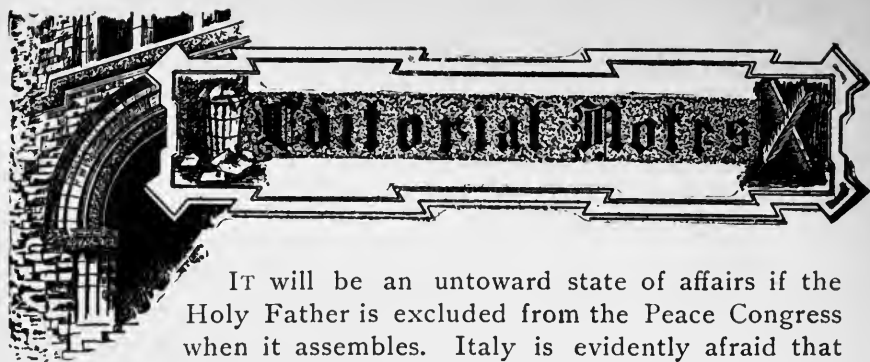 Editorial Notes
IT will be an untoward state of affairs if the
Holy Father is excluded from the Peace Congress
when it assembles. Italy is evidently afraid that